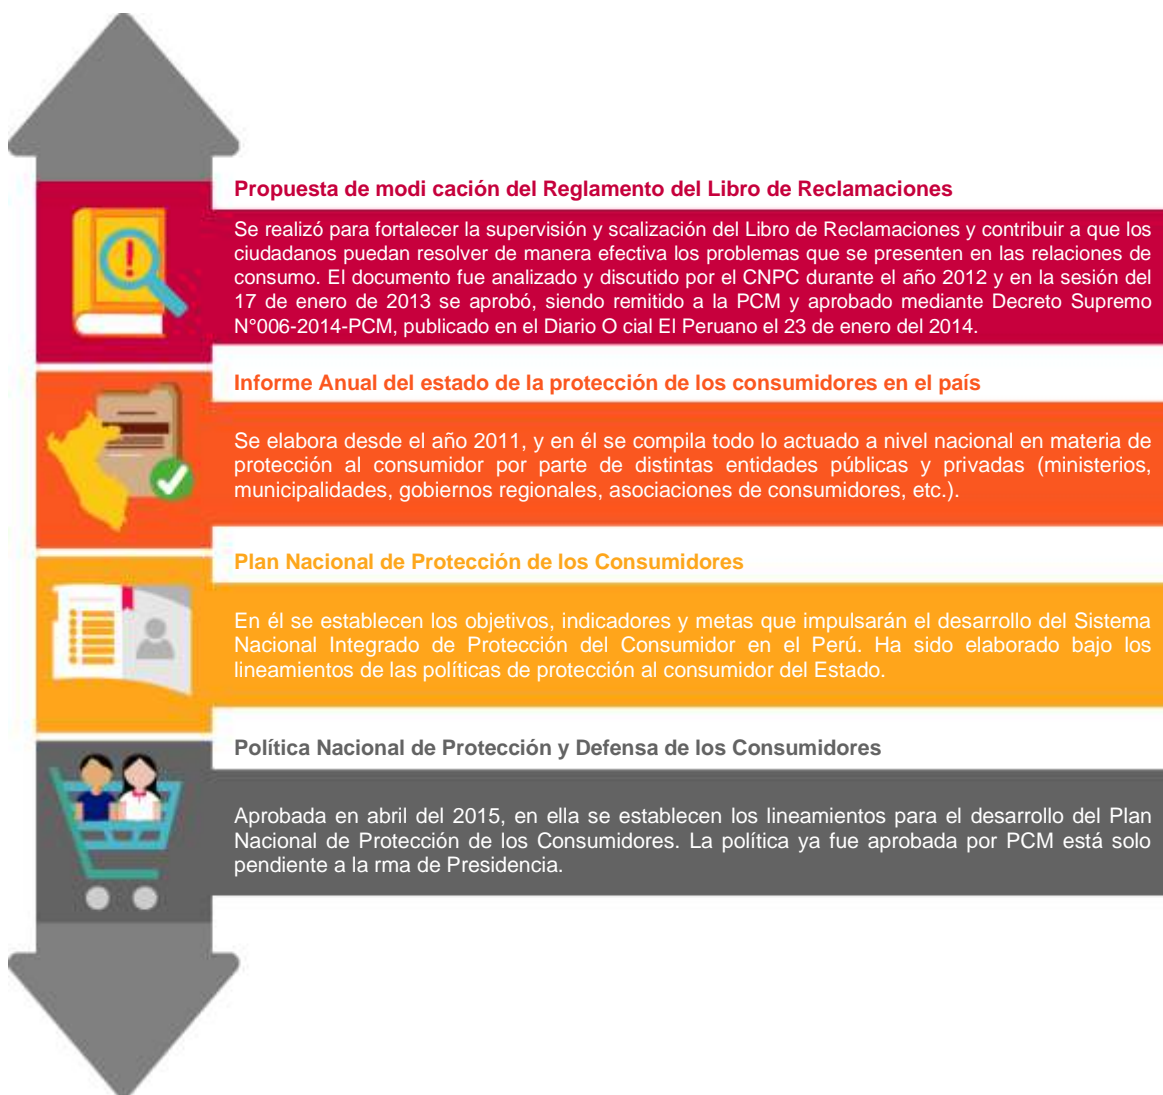 Propuesta de modi cación del Reglamento del Libro de Reclamaciones
Se realizó para fortalecer la supervisión y scalización del Libro de Reclamaciones y contribuir a que los
ciudadanos puedan resolver de manera efectiva los problemas que se presenten en las relaciones de
consumo. El documento fue analizado y discutido por el CNPC durante el año 2012 y en la sesión del
17 de enero de 2013 se aprobó, siendo remitido a la PCM y aprobado mediante Decreto Supremo
N°006-2014-PCM, publicado en el Diario O cial El Peruano el 23 de enero del 2014.
Informe Anual del estado de la protección de los consumidores en el país
Se elabora desde el año 2011, y en él se compila todo lo actuado a nivel nacional en materia de
protección al consumidor por parte de distintas entidades públicas y privadas (ministerios,
municipalidades, gobiernos regionales, asociaciones de consumidores, etc.).
Plan Nacional de Protección de los Consumidores
En él se establecen los objetivos, indicadores y metas que impulsarán el desarrollo del Sistema
Nacional Integrado de Protección del Consumidor en el Perú. Ha sido elaborado bajo los
lineamientos de las políticas de protección al consumidor del Estado.
Política Nacional de Protección y Defensa de los Consumidores
Aprobada en abril del 2015, en ella se establecen los lineamientos para el desarrollo del Plan
Nacional de Protección de los Consumidores. La política ya fue aprobada por PCM está solo
pendiente a la rma de Presidencia.